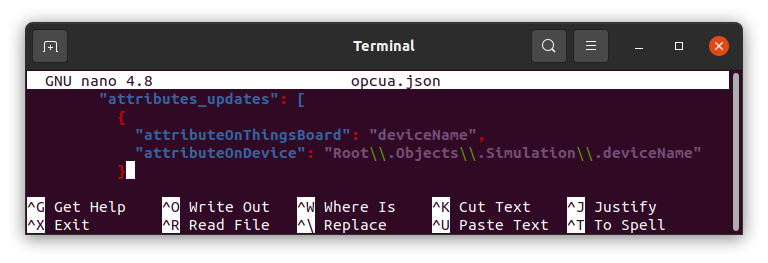 Terminal
GNU nano 4.8 opcua.json
"attributes_updates": [
{
"attributeOnThingsBoard": "deviceName",
"attributeOnDevice": "Root\\.Objects\\.Simulation\\.deviceName"
}
^G Get Help ^O Write Out ^W Where Is ^K Cut Text ^J Justify
^X Exit ^R Read File ^\ Replace ^U Paste Text ^T To Spell